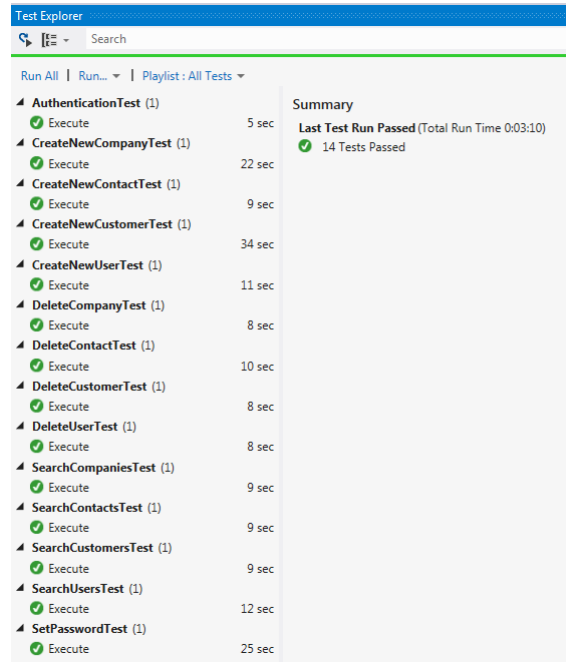 Test Explorer
Search
Run All | Run... | Playlist : All Tests
AuthenticationTest (1)
Execute 5 sec
CreateNewCompanyTest (1)
Execute 22 sec
CreateNewContactTest (1)
Execute 9 sec
CreateNewCustomerTest (1)
Execute 34 sec
CreateNewUserTest (1)
Execute 11 sec
DeleteCompanyTest (1)
Execute 8 sec
DeleteContactTest (1)
Execute 10 sec
DeleteCustomerTest (1)
Execute 8 sec
DeleteUserTest (1)
Execute 8 sec
SearchCompaniesTest (1)
Execute 9 sec
SearchContactsTest (1)
Execute 9 sec
SearchCustomersTest (1)
Execute 9 sec
SearchUsersTest (1)
Execute 12 sec
SetPasswordTest (1)
Execute 25 sec
Summary
Last Test Run Passed (Total Run Time 0:03:10)
14 Tests Passed